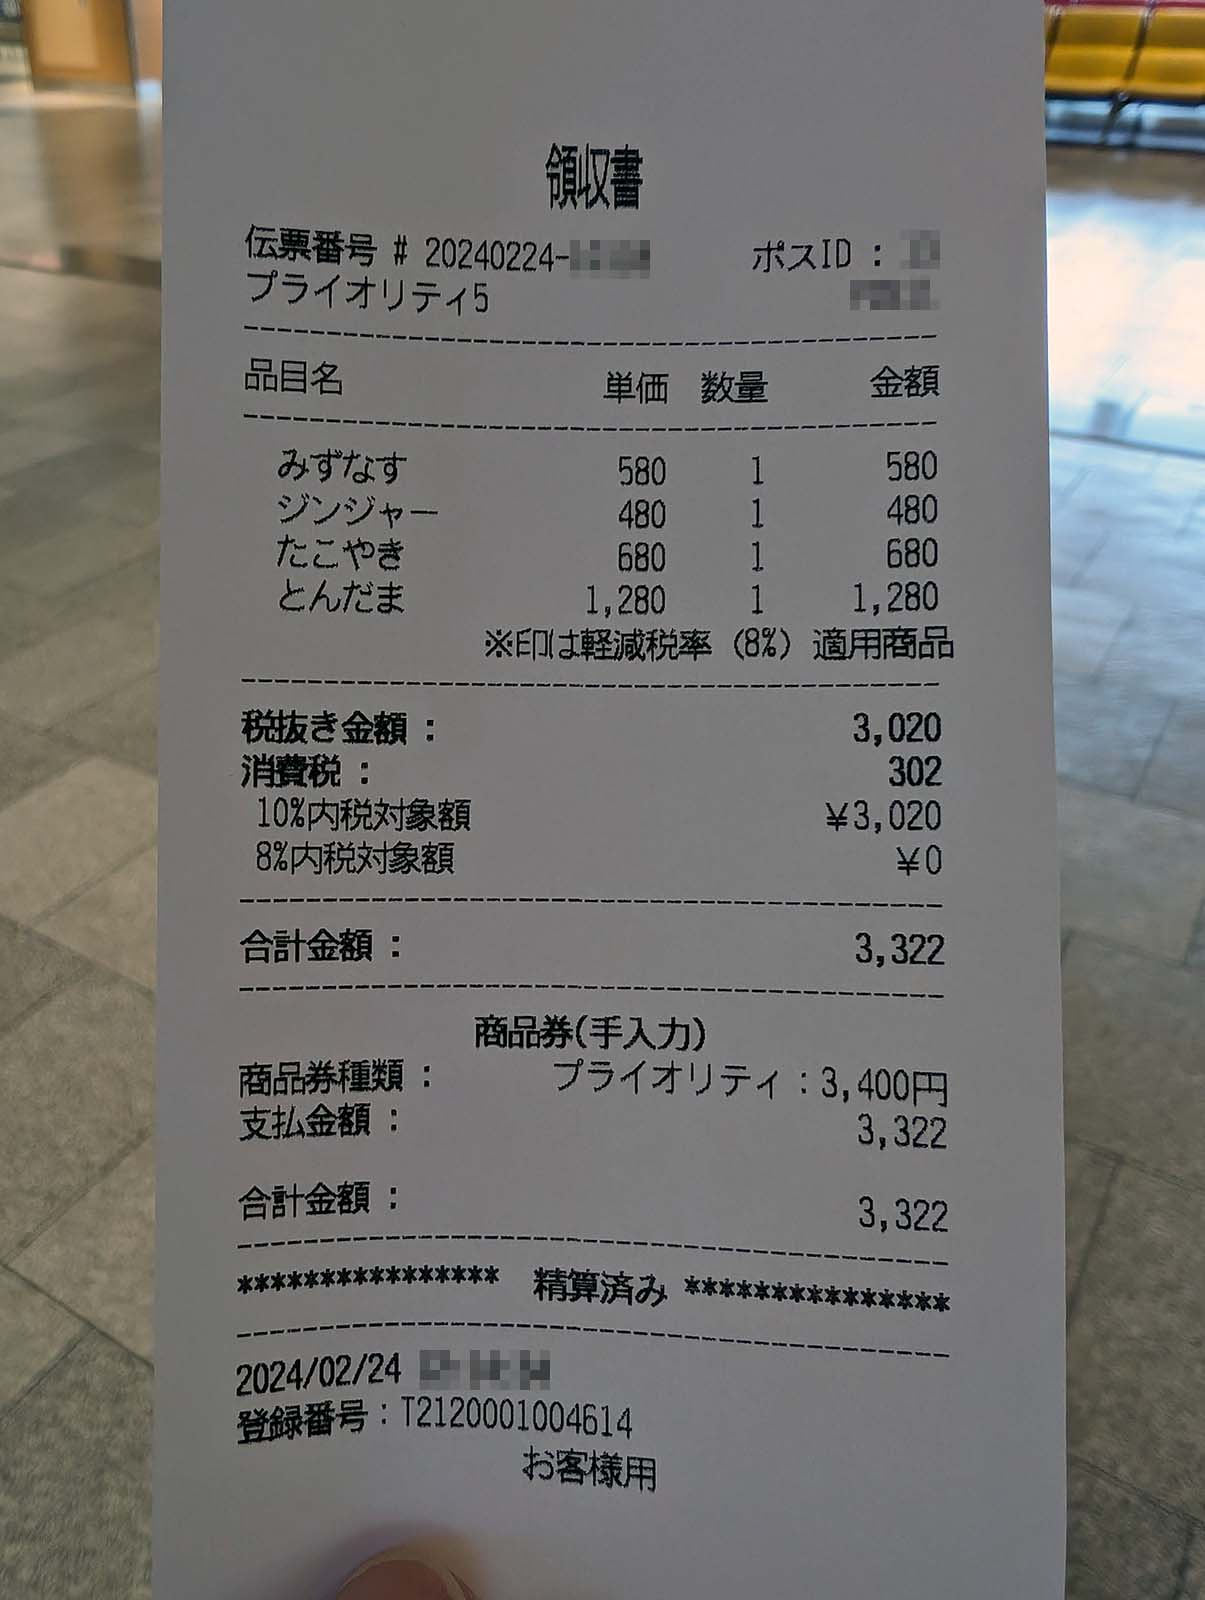 領収書
伝票番号 # 20240224-
ポスID :
プライオリティ5
品目名 単価 数量 金額
みずなす 580 1 580
ジンジャー 480 1 480
たこやき 680 1 680
とんだま 1,280 1 1,280
※印は軽減税率 (8%) 適用商品
税抜き金額 : 3,020
消費税 : 302
10%内税対象額 ¥3,020
8%内税対象額 ¥0
合計金額 : 3,322
商品券(手入力)
商品券種類 : プライオリティ:3,400円
支払金額 : 3,322
合計金額 : 3,322
**************** 精算済み ****************
2024/02/24
登録番号:T2120001004614
お客様用